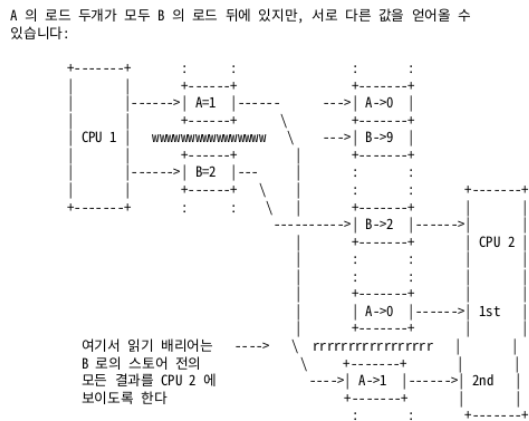 A 의 로드 두개가 모두 B 의 로드 뒤에 있지만, 서로 다른 값을 얻어올 수
있습니다:
+-------+       :      :                :       :
|       |       +------+                +-------+
|       |------>| A=1  |------      --->| A->0  |
|       |       +------+      \         +-------+
| CPU 1 |   wwwwwwwwwwwwwwww   \    --->| B->9  |
|       |       +------+        |       +-------+
|       |------>| B=2  |---     |       :       :
|       |       +------+   \    |       :       :       +-------+
+-------+       :      :    \   |       +-------+       |       |
---------->| B->2  |------>|       |
|       +-------+       | CPU 2 |
|       :       :       |       |
|       :       :       |       |
|       +-------+       |       |
|       | A->0  |------>| 1st   |
|       +-------+       |       |
여기서 읽기 배리어는   ---->   \   rrrrrrrrrrrrrrrrr   |       |
B 로의 스토어 전의              \       +-------+       |       |
모든 결과를 CPU 2 에             ---->| A->1  |------>| 2nd   |
보이도록 한다                           +-------+       |       |
:       :       +-------+